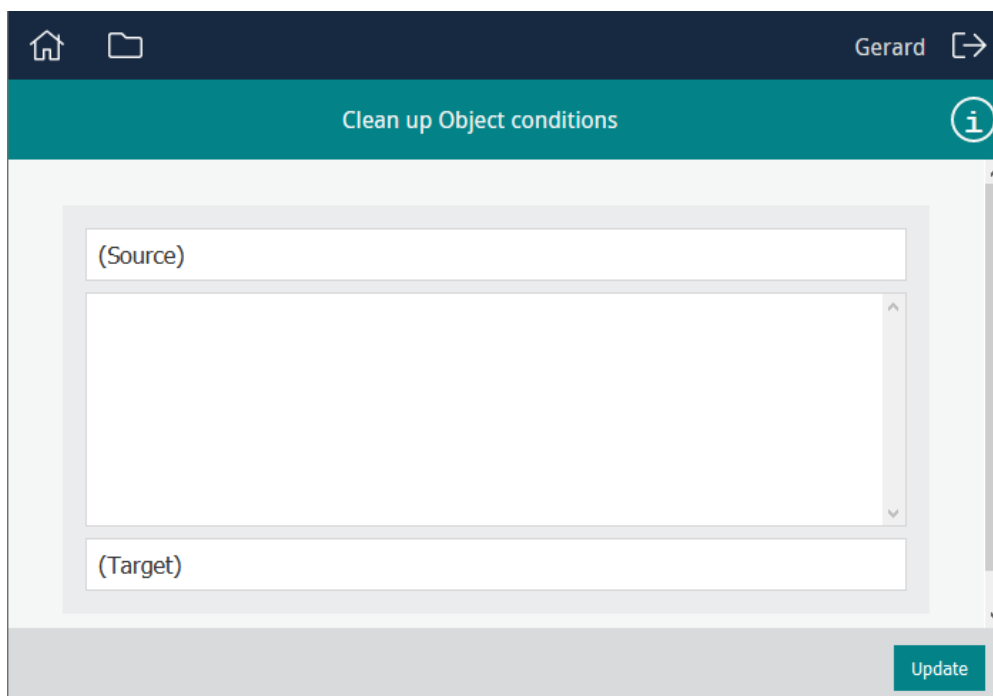 Gerard
Clean up Object conditions
i
(Source)
(Target)
Update